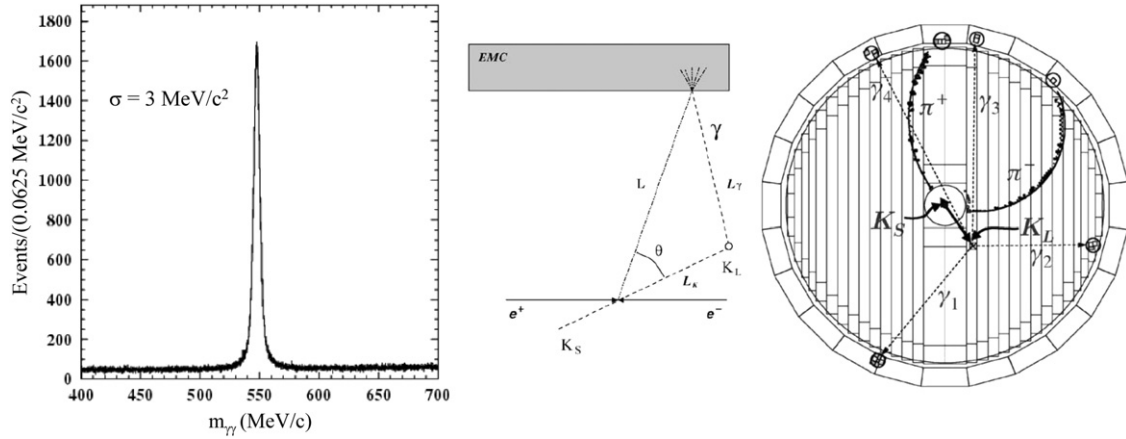 Events/(0.0625 MeV/c²)
1800
1600
1400
1200
1000
800
600
400
200
0
σ = 3 MeV/c²
400
450
500
550
600
650
700
m_γγ (MeV/c)
EMC
γ
L
L_γ
θ
K_L
L_K
e⁺
e⁻
K_S
γ₄
π⁺
γ₃
π⁻
K_S
K_L
γ₂
γ₁